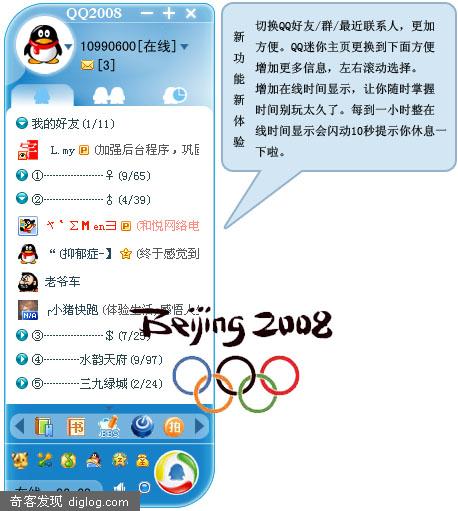 QQ2008
10990600[在线]
[3]
我的好友(1/11)
L.my (加强后台程序，巩固
① ♀ (9/65)
② ♁ (4/39)
(和悦网络电
“(抑郁症-】 (终于感觉到
老爷车
┌小猪快跑(体验生活,感悟人
③ $ (7/25)
④ 水韵天府(9/97)
⑤ 三九绿城(2/24)
书
BBS
拍
奇客发现 diglog.com
新功能新体验
切换QQ好友/群/最近联系人，更加
方便。QQ迷你主页更换到下面方便
增加更多信息，左右滚动选择。
增加在线时间显示，让你随时掌握
时间别玩太久了。每到一小时整在
线时间显示会闪动10秒提示你休息一
下啦。
Beijing 2008